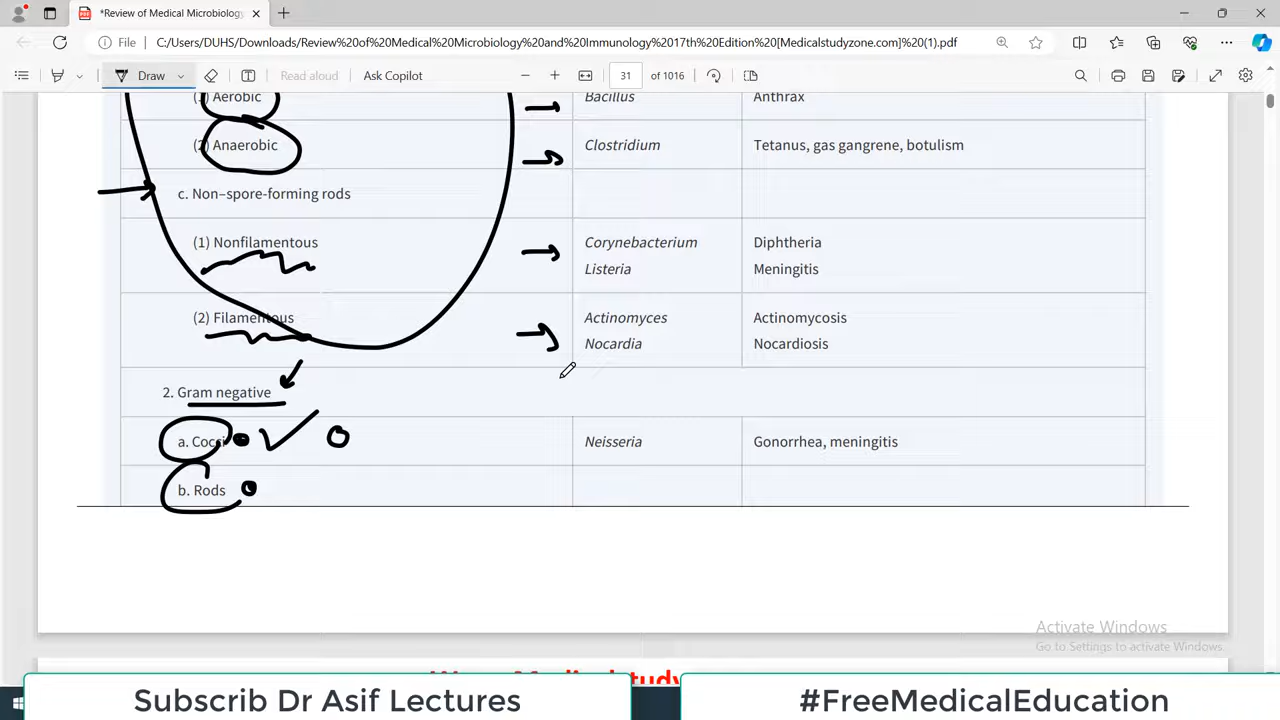 *Review of Medical Microbiology
File C:/Users/DUHS/Downloads/Review%20of%20Medical%20Microbiology%20and%20Immunology%2017th%20Edition%20[Medicalstudyzone.com]%20(1).pdf
Draw Read aloud Ask Copilot 31 of 1016
(1) Aerobic Bacillus Anthrax
(2) Anaerobic Clostridium Tetanus, gas gangrene, botulism
c. Non–spore-forming rods
(1) Nonfilamentous Corynebacterium Diphtheria
Listeria Meningitis
(2) Filamentous Actinomyces Actinomycosis
Nocardia Nocardiosis
2. Gram negative
a. Cocci Neisseria Gonorrhea, meningitis
b. Rods
Activate Windows
Go to Settings to activate Windows.
Subscrib Dr Asif Lectures #FreeMedicalEducation